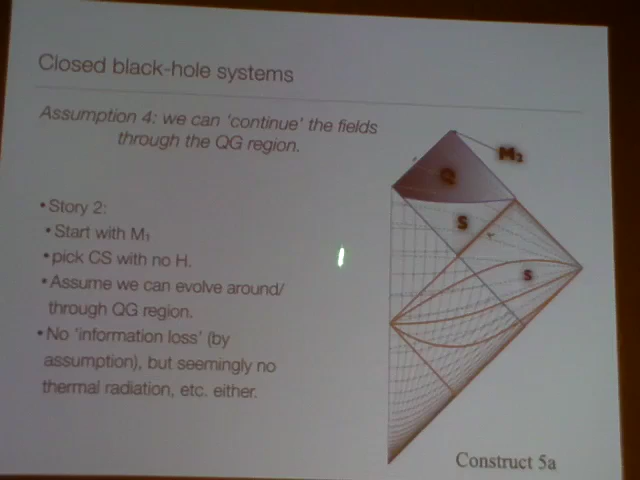 Closed black-hole systems
Assumption 4: we can 'continue' the fields
through the QG region.
• Story 2:
• Start with M₁
• pick CS with no H.
• Assume we can evolve around/
through QG region.
• No 'information loss' (by
assumption), but seemingly no
thermal radiation, etc. either.
M₂
Q
S
S
Construct 5a